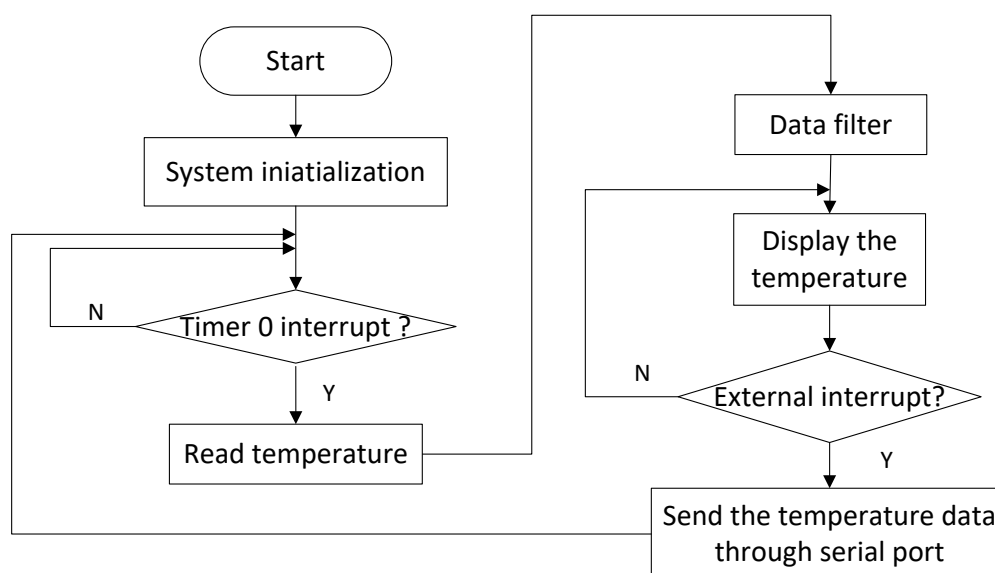 Start
System iniatialization
Timer 0 interrupt ?
N
Y
Read temperature
Data filter
Display the
temperature
External interrupt?
N
Y
Send the temperature data
through serial port